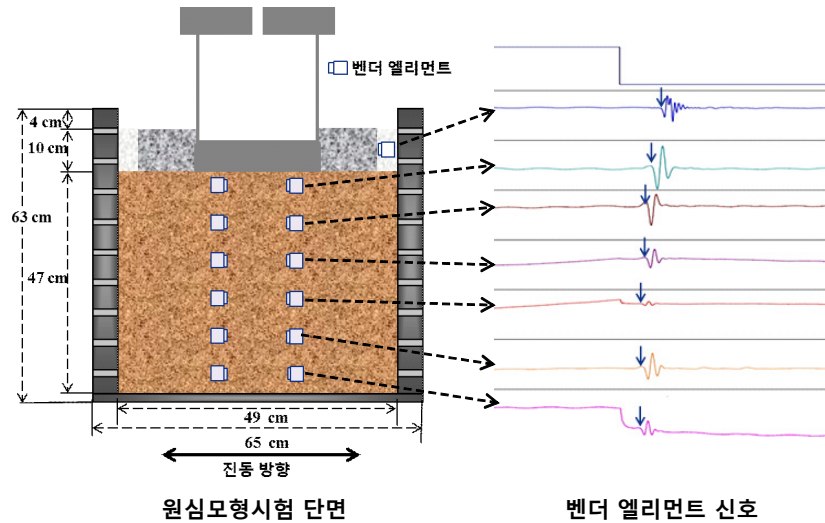 벤더 엘리먼트
4 cm
10 cm
63 cm
47 cm
49 cm
65 cm
진동 방향
원심모형시험 단면
벤더 엘리먼트 신호